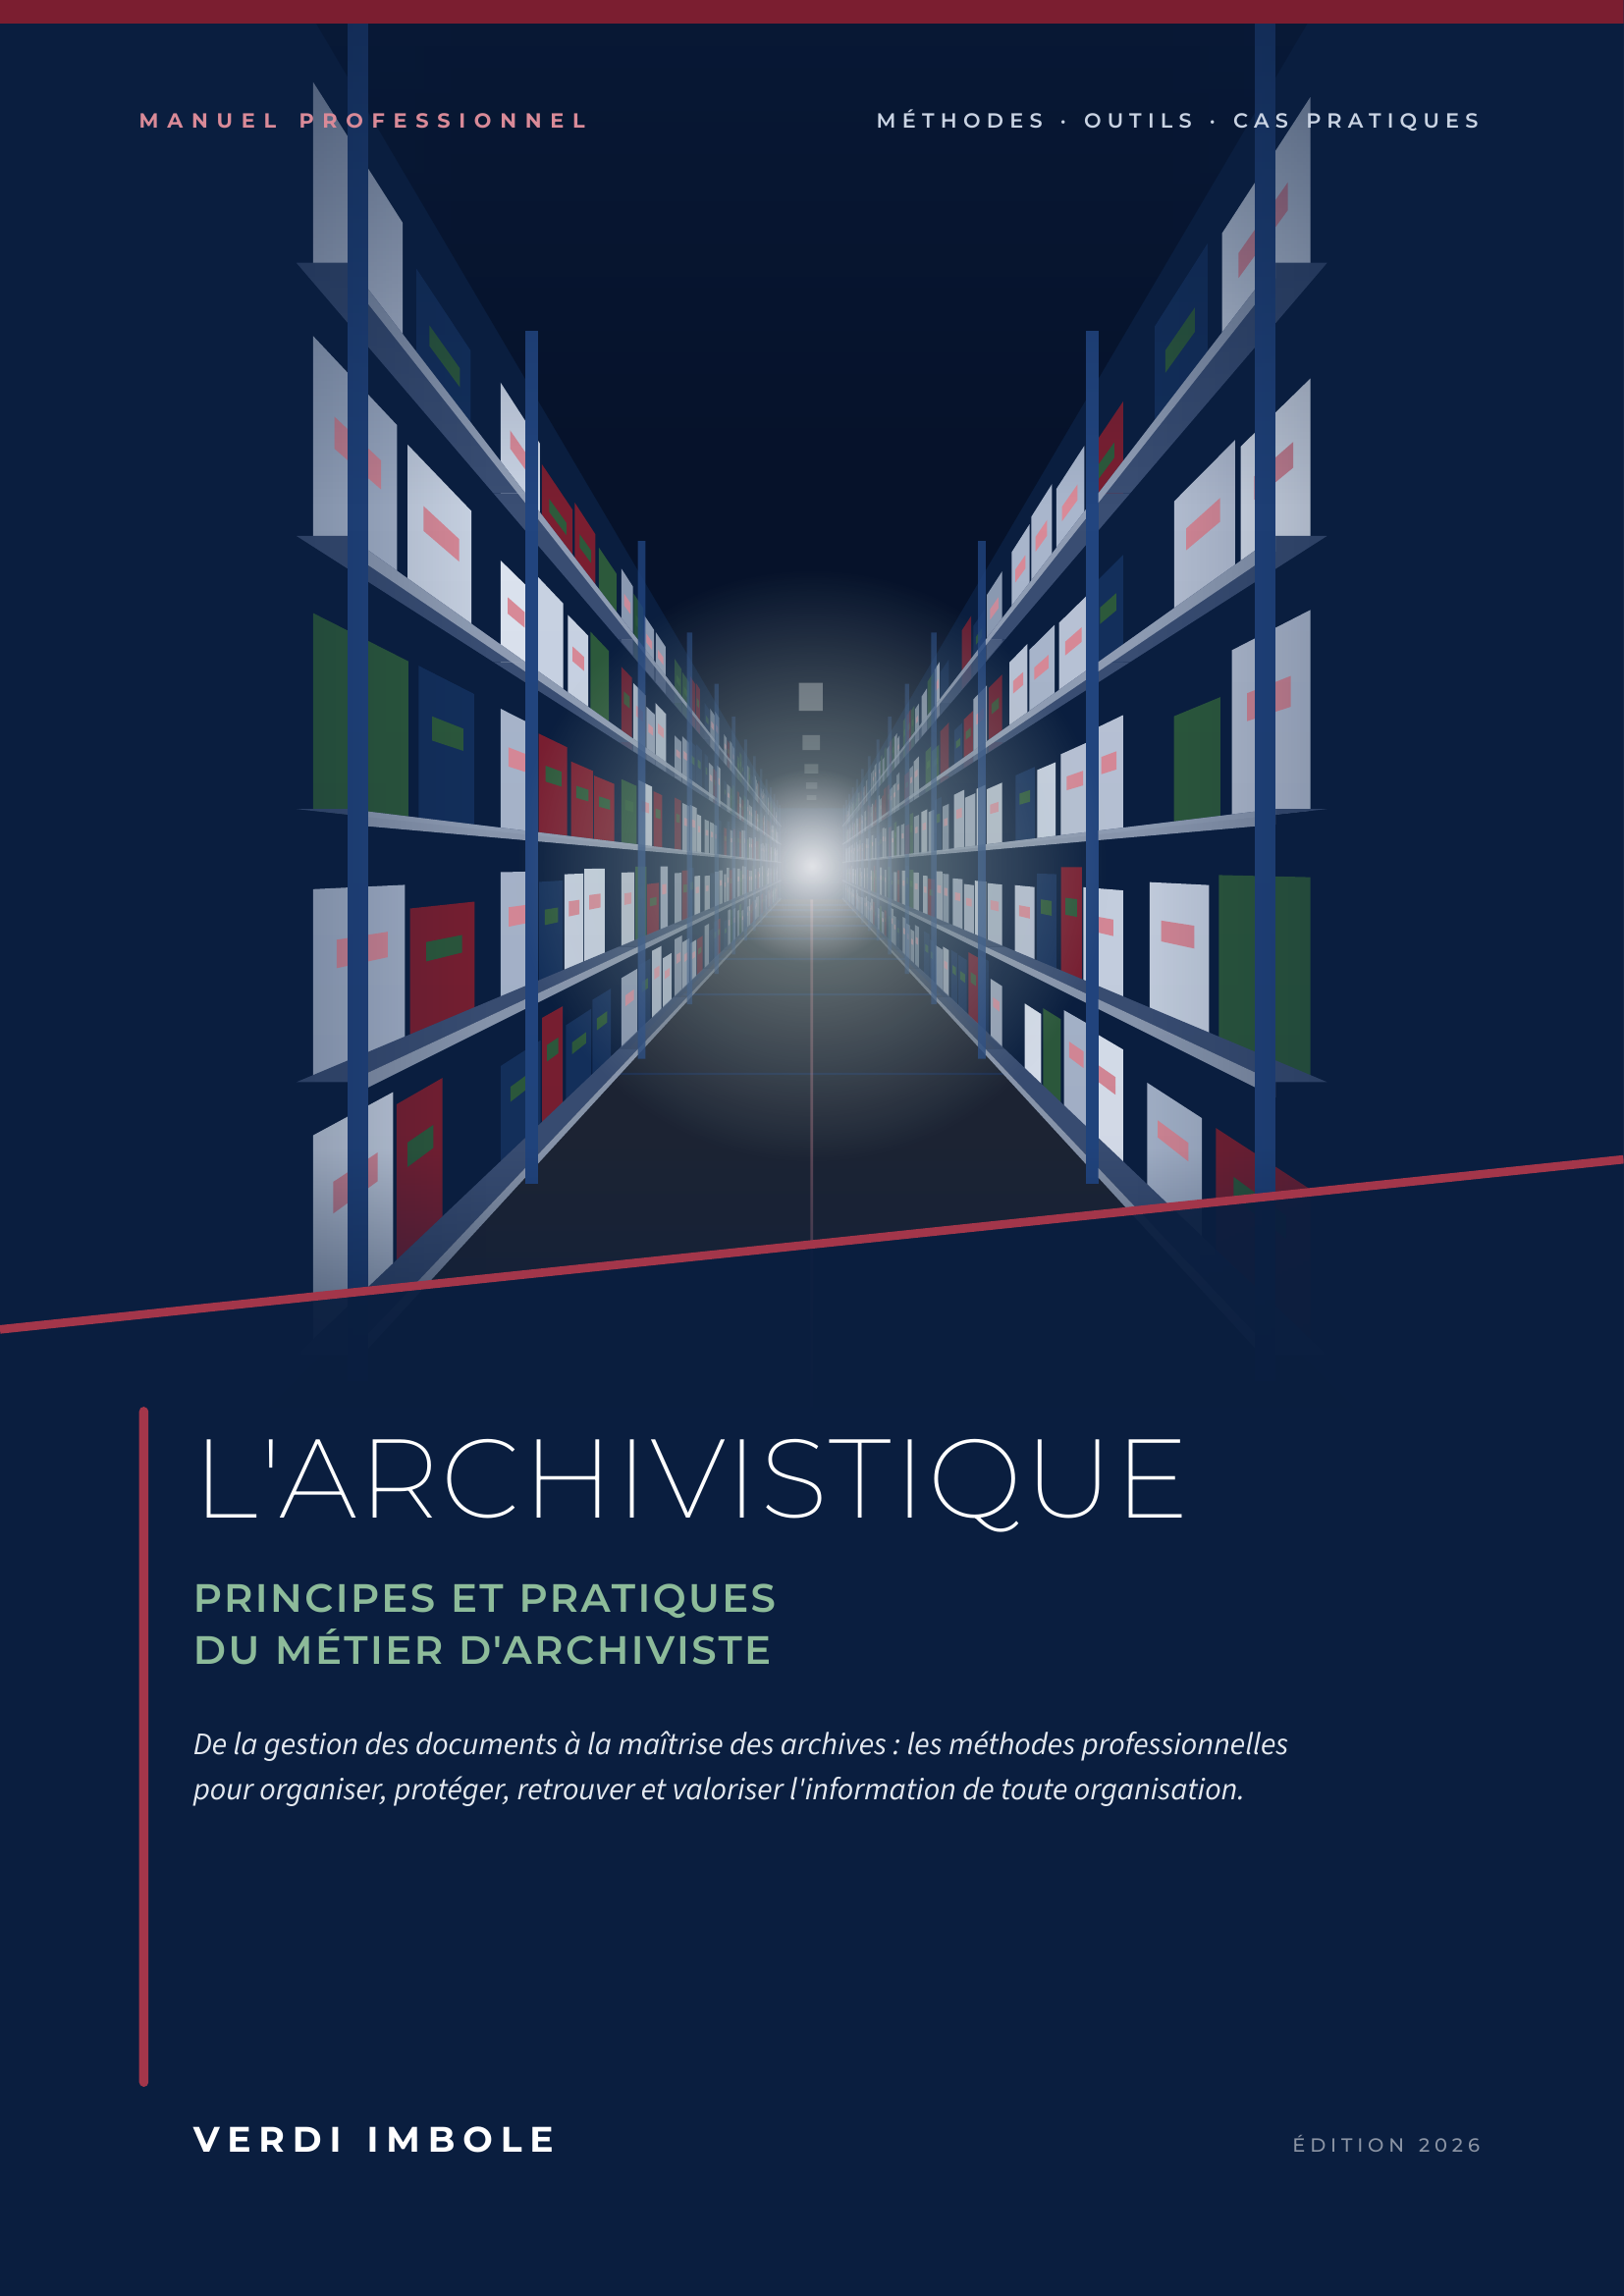 MANUEL PROFESSIONNEL
MÉTHODES · OUTILS · CAS PRATIQUES
L'ARCHIVISTIQUE
PRINCIPES ET PRATIQUES
DU MÉTIER D'ARCHIVISTE
De la gestion des documents à la maîtrise des archives : les méthodes professionnelles
pour organiser, protéger, retrouver et valoriser l'information de toute organisation.
VERDI IMBOLE
ÉDITION 2026